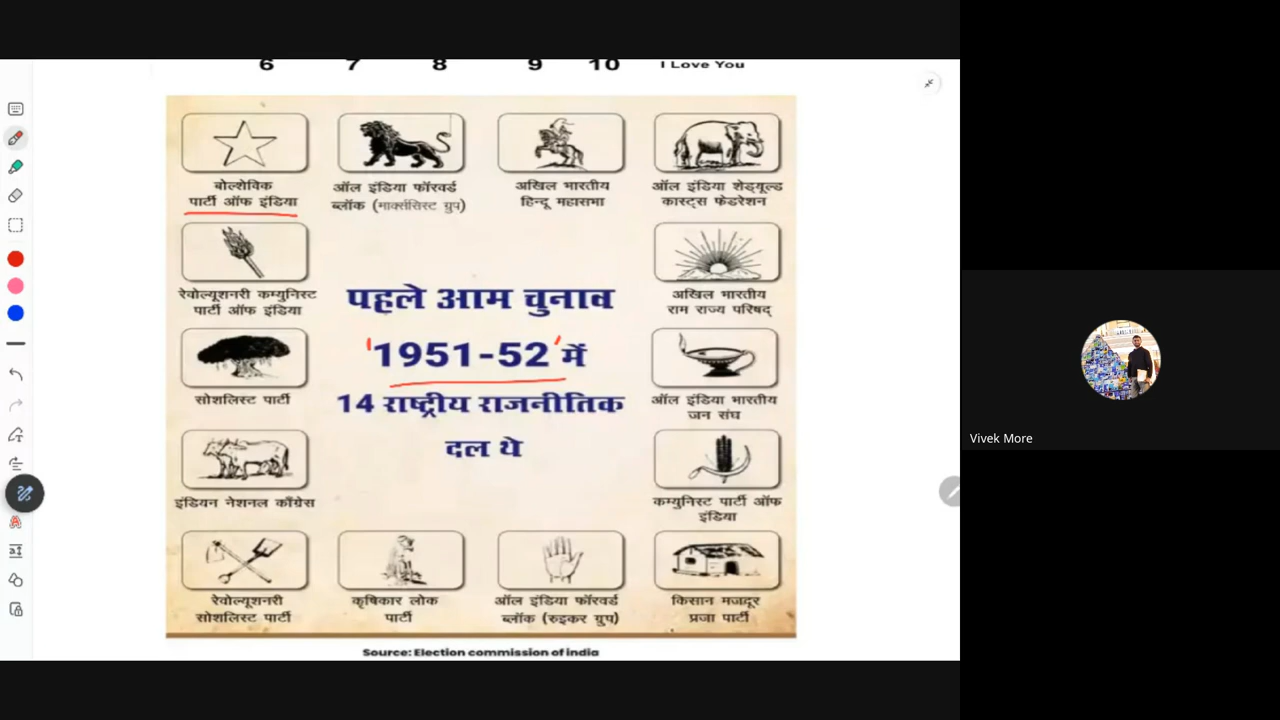 6 7 8 9 10 I Love You
बोल्शेविक
पार्टी ऑफ इंडिया
ऑल इंडिया फॉरवर्ड
ब्लॉक (मार्क्ससिस्ट ग्रुप)
अखिल भारतीय
हिन्दू महासभा
ऑल इंडिया शेड्यूल्ड
कास्ट्स फेडरेशन
रेवोल्यूशनरी कम्युनिस्ट
पार्टी ऑफ इंडिया
अखिल भारतीय
राम राज्य परिषद्
पहले आम चुनाव
'1951-52' में
14 राष्ट्रीय राजनीतिक
दल थे
सोशलिस्ट पार्टी
ऑल इंडिया भारतीय
जन संघ
इंडियन नेशनल काँग्रेस
कम्युनिस्ट पार्टी ऑफ
इंडिया
रेवोल्यूशनरी
सोशलिस्ट पार्टी
कृषिकार लोक
पार्टी
ऑल इंडिया फॉरवर्ड
ब्लॉक (रुइकर ग्रुप)
किसान मजदूर
प्रजा पार्टी
Source: Election commission of india
Vivek More